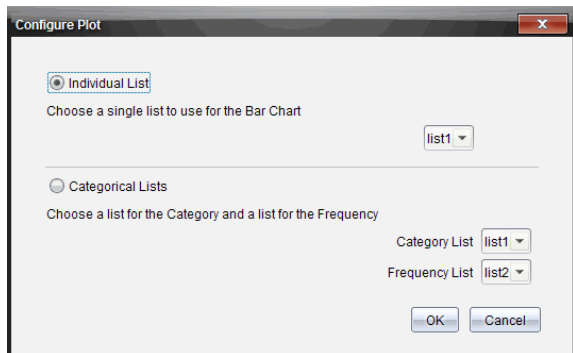 Configure Plot
Individual List
Choose a single list to use for the Bar Chart
list1
Categorical Lists
Choose a list for the Category and a list for the Frequency
Category List list1
Frequency List list2
OK Cancel